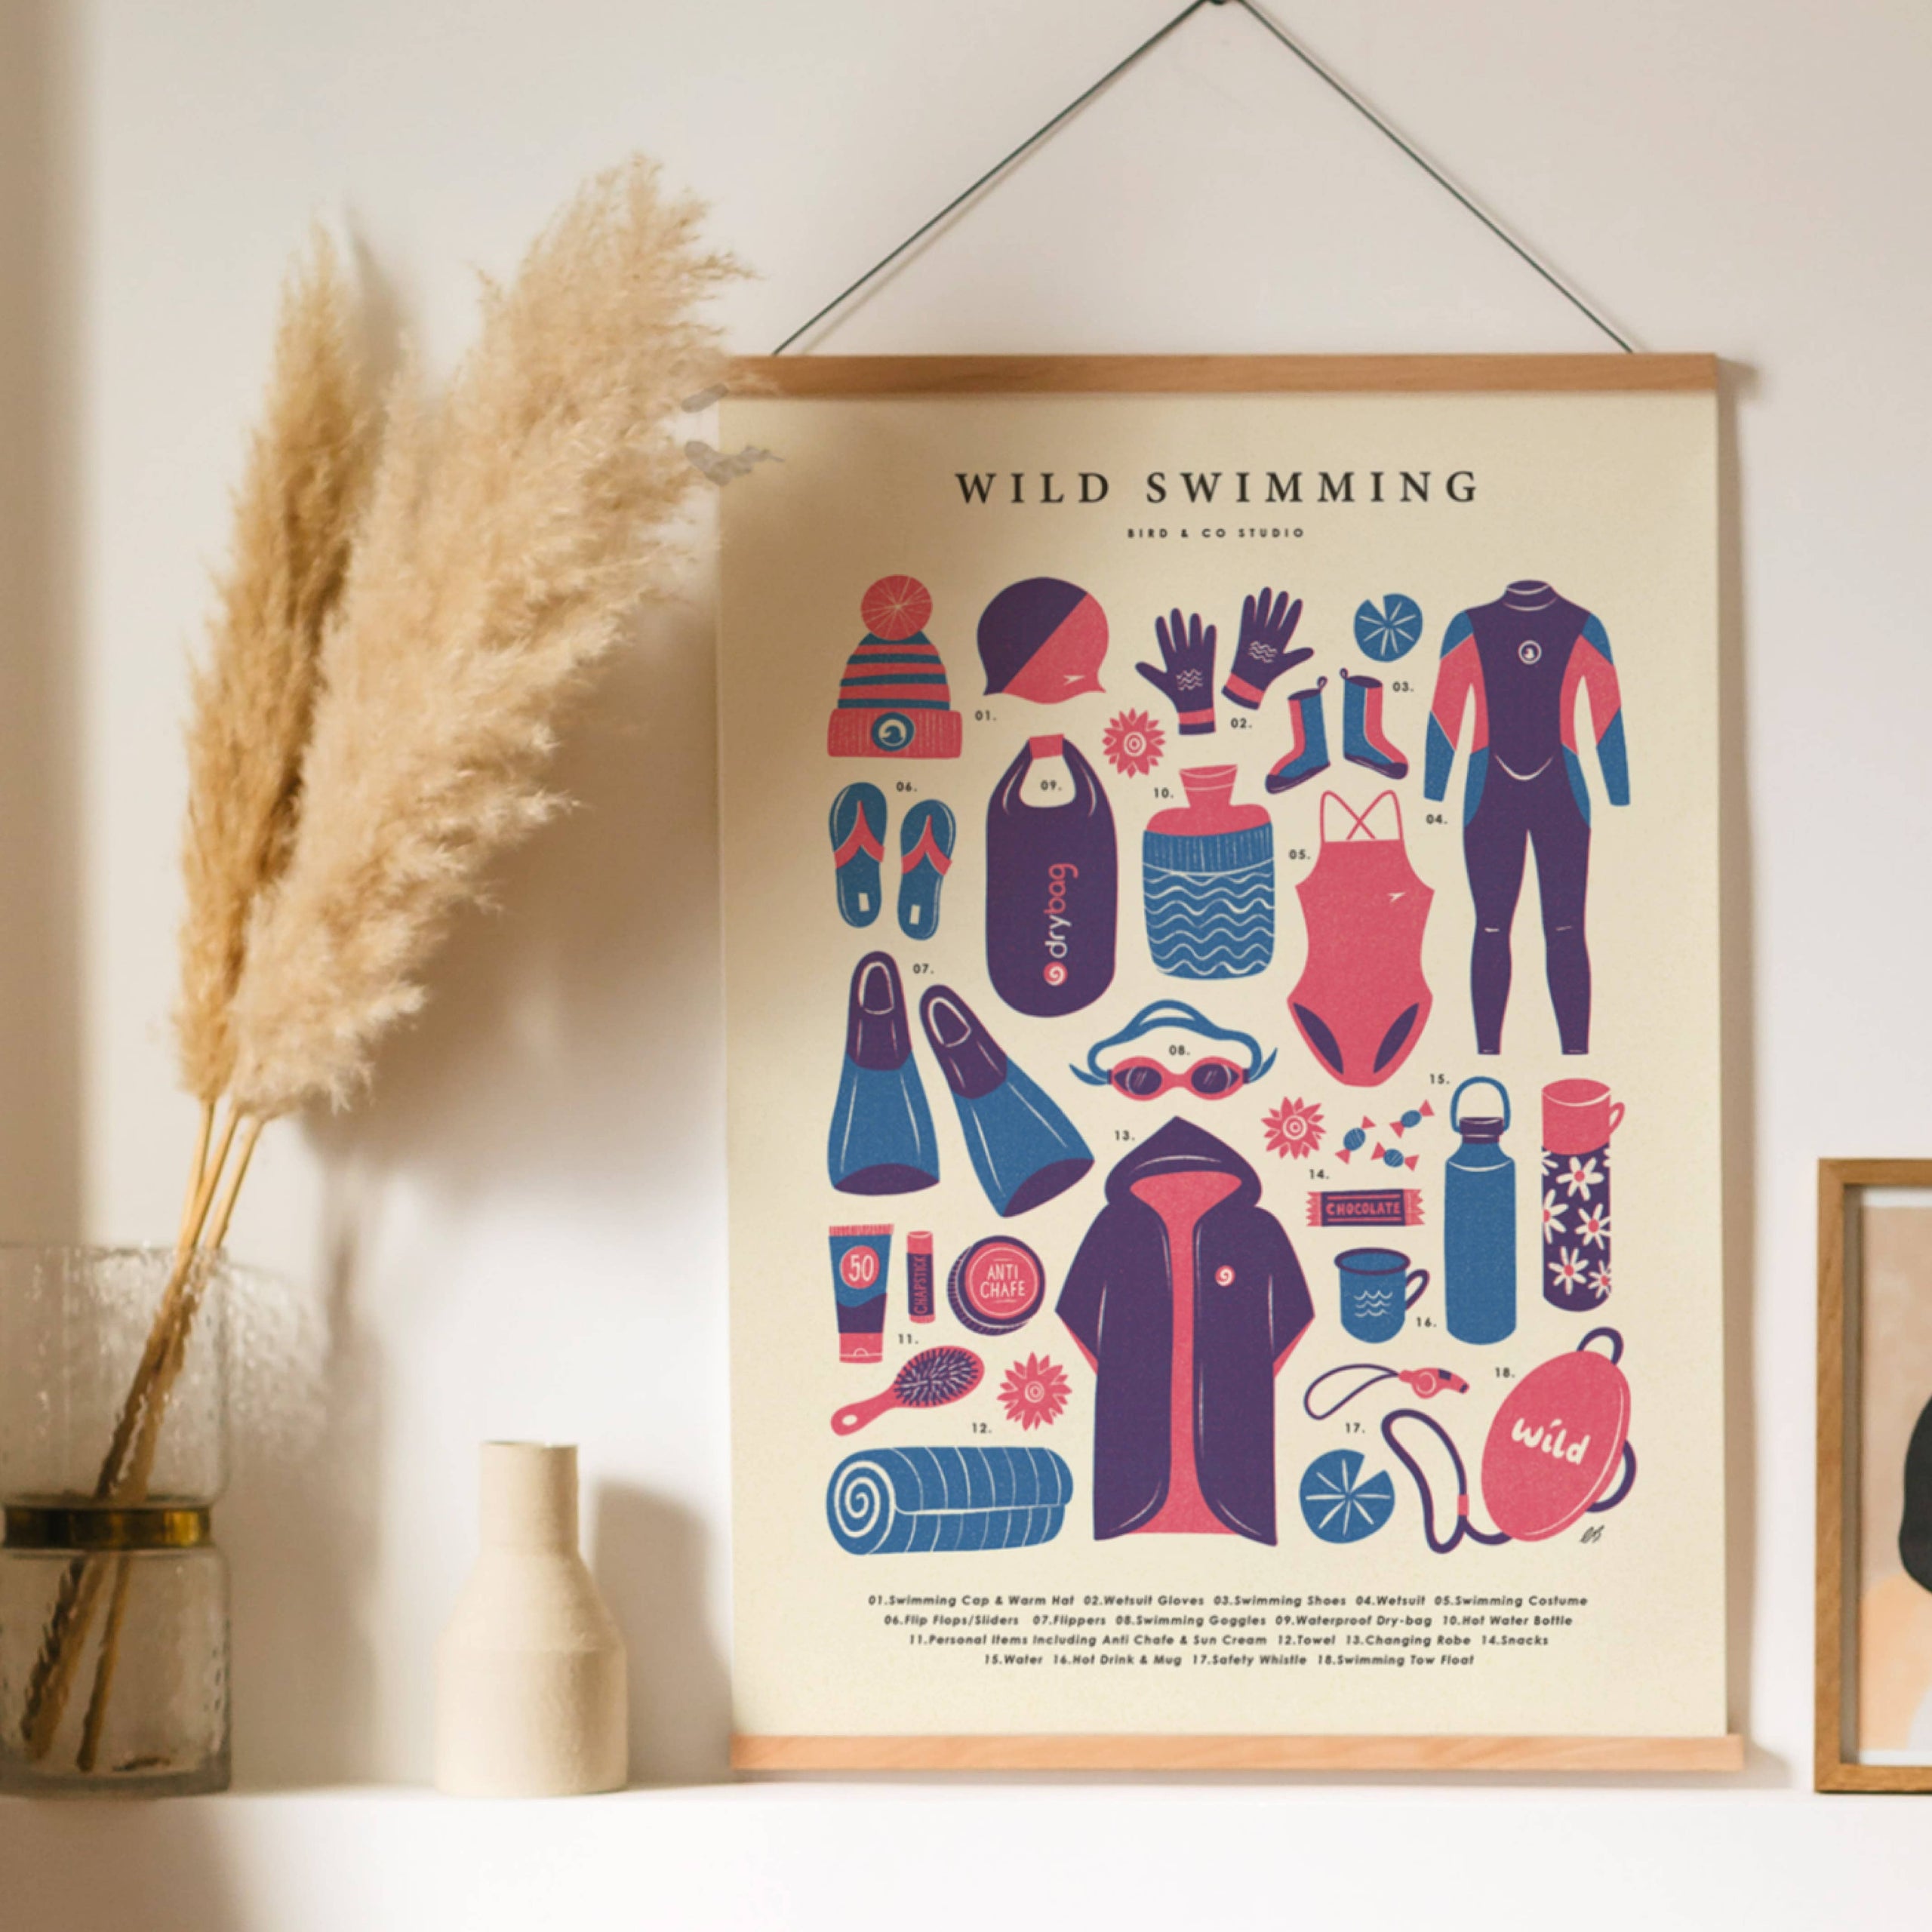 WILD SWIMMING
BIRD & CO STUDIO
01.
02.
03.
04.
05.
06.
07.
08.
09.
10.
drybag
11.
12.
13.
14.
15.
16.
17.
18.
CHOCOLATE
50
CHAPSTICK
ANTI
CHAFE
wild
01.Swimming Cap & Warm Hat 02.Wetsuit Gloves 03.Swimming Shoes 04.Wetsuit 05.Swimming Costume
06.Flip Flops/Sliders 07.Flippers 08.Swimming Goggles 09.Waterproof Dry-bag 10.Hot Water Bottle
11.Personal Items Including Anti Chafe & Sun Cream 12.Towel 13.Changing Robe 14.Snacks
15.Water 16.Hot Drink & Mug 17.Safety Whistle 18.Swimming Tow Float